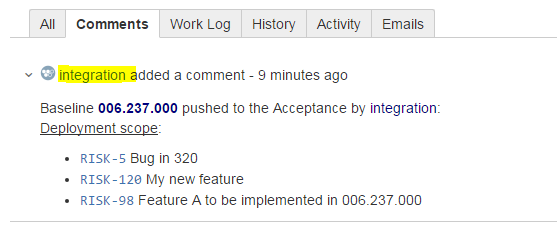 All Comments Work Log History Activity Emails
integration added a comment - 9 minutes ago
Baseline 006.237.000 pushed to the Acceptance by integration:
Deployment scope:
RISK-5 Bug in 320
RISK-120 My new feature
RISK-98 Feature A to be implemented in 006.237.000